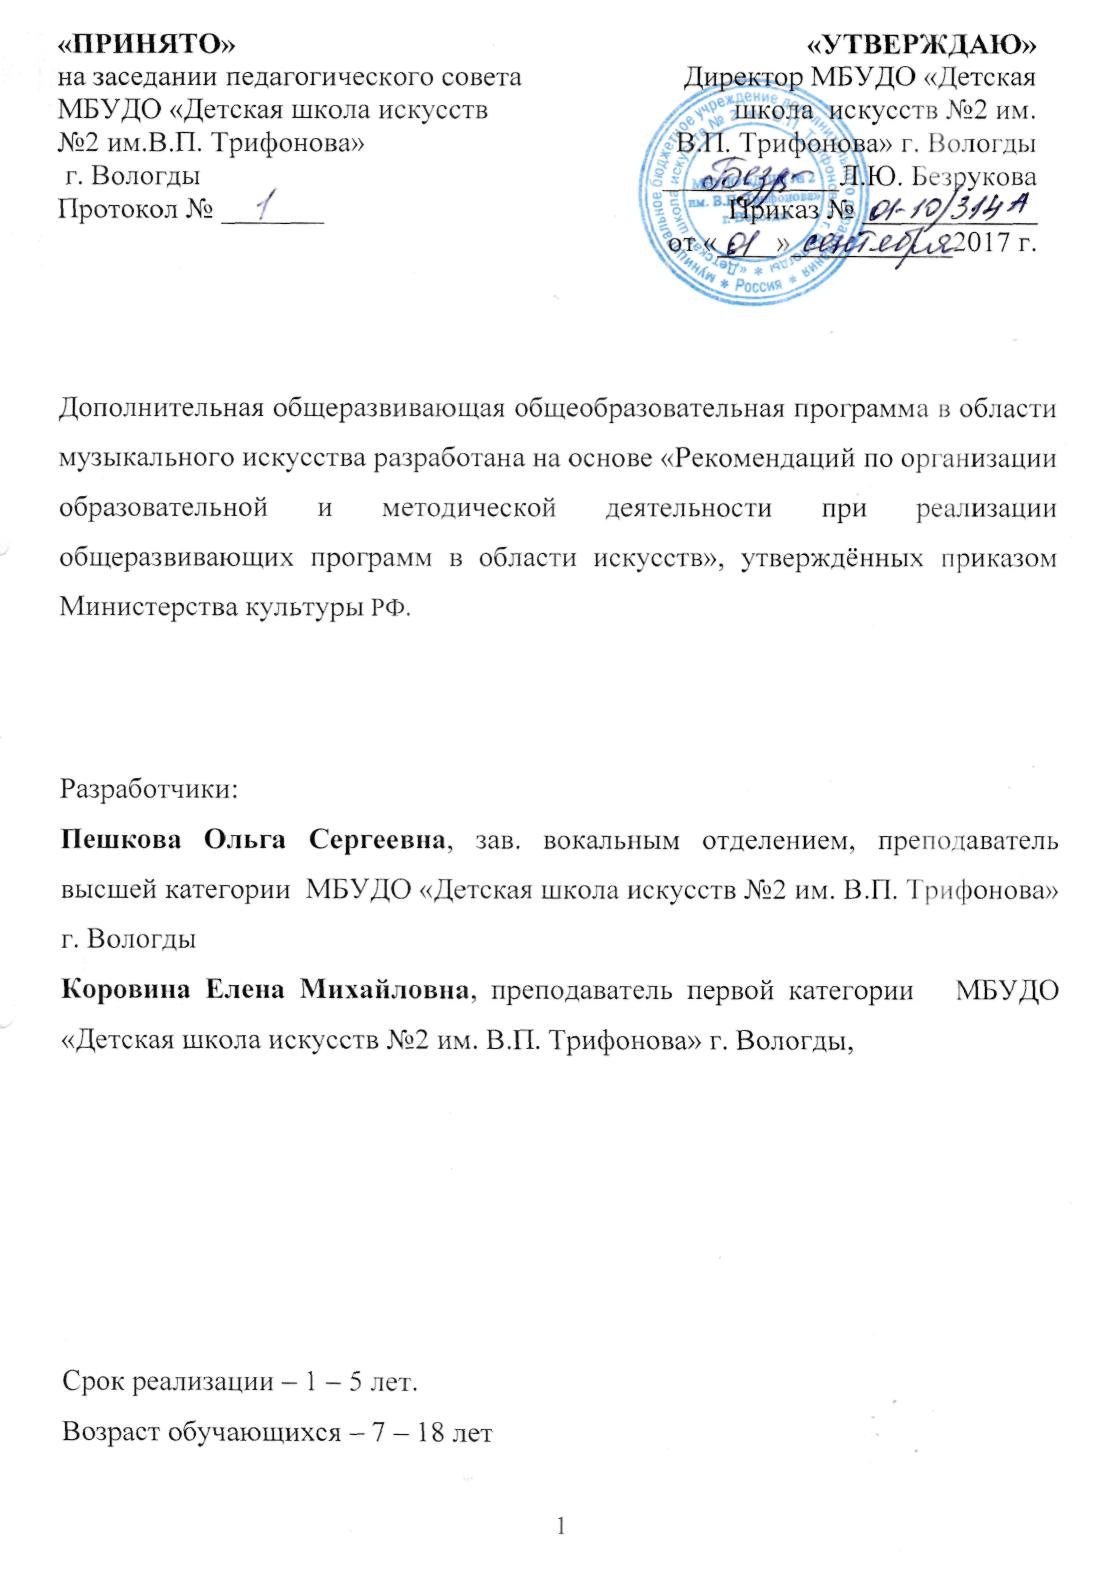 «ПРИНЯТО»
на заседании педагогического совета
МБУДО «Детская школа искусств
№2 им.В.П. Трифонова»
г. Вологды
Протокол № 1
«УТВЕРЖДАЮ»
Директор МБУДО «Детская
школа искусств №2 им.
В.П. Трифонова» г. Вологды
Л.Ю. Безрукова
Приказ № 01-10/314А
от « 01 » сентября 2017 г.
Дополнительная общеразвивающая общеобразовательная программа в области
музыкального искусства разработана на основе «Рекомендаций по организации
образовательной и методической деятельности при реализации
общеразвивающих программ в области искусств», утверждённых приказом
Министерства культуры РФ.
Разработчики:
Пешкова Ольга Сергеевна, зав. вокальным отделением, преподаватель
высшей категории МБУДО «Детская школа искусств №2 им. В.П. Трифонова»
г. Вологды
Коровина Елена Михайловна, преподаватель первой категории МБУДО
«Детская школа искусств №2 им. В.П. Трифонова» г. Вологды,
Срок реализации – 1 – 5 лет.
Возраст обучающихся – 7 – 18 лет
1